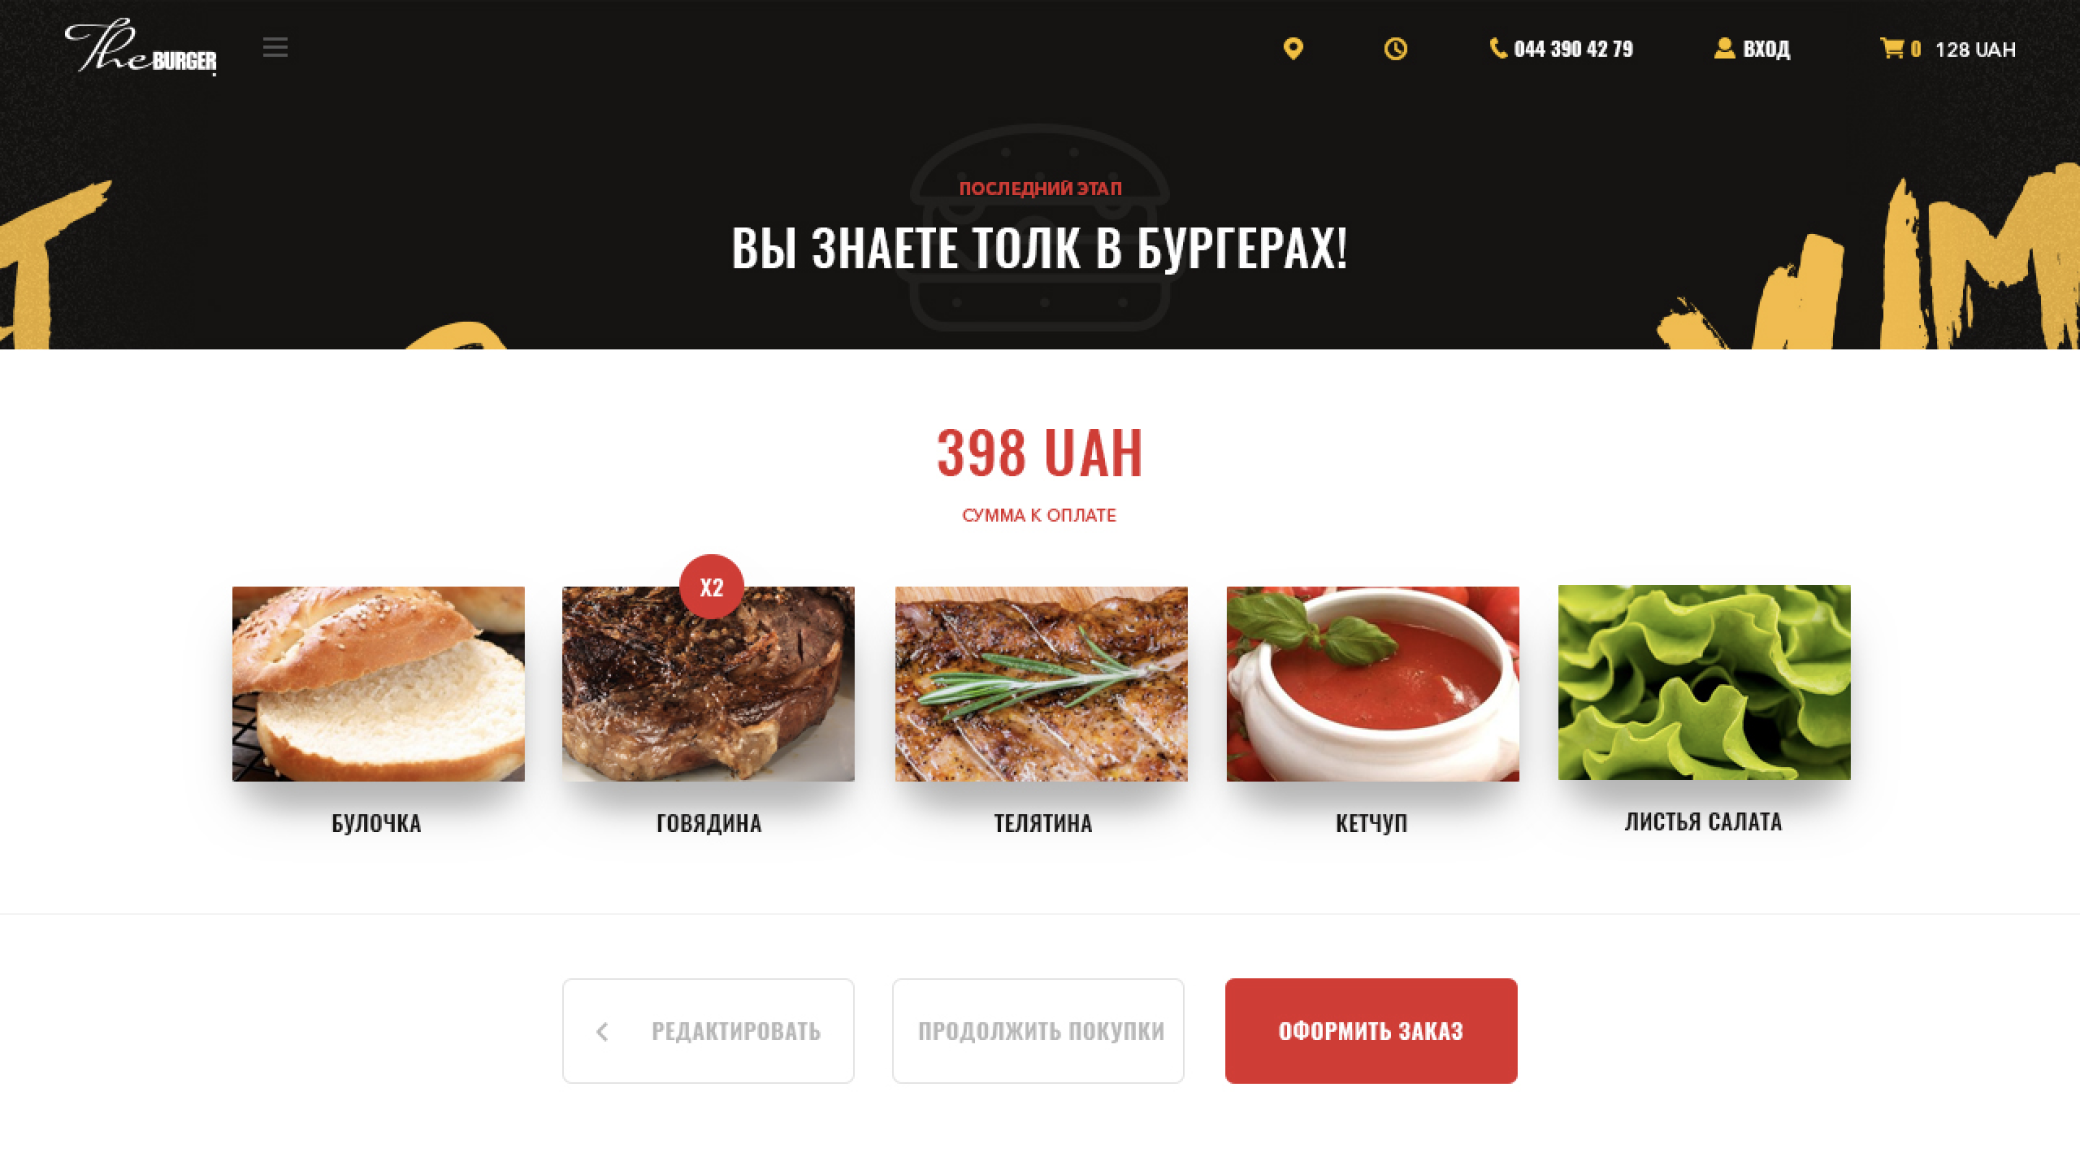 The BURGER
044 390 42 79
ВХОД
0 128 UAH
ПОСЛЕДНИЙ ЭТАП
ВЫ ЗНАЕТЕ ТОЛК В БУРГЕРАХ!
398 UAH
СУММА К ОПЛАТЕ
X2
БУЛОЧКА
ГОВЯДИНА
ТЕЛЯТИНА
КЕТЧУП
ЛИСТЬЯ САЛАТА
РЕДАКТИРОВАТЬ
ПРОДОЛЖИТЬ ПОКУПКИ
ОФОРМИТЬ ЗАКАЗ